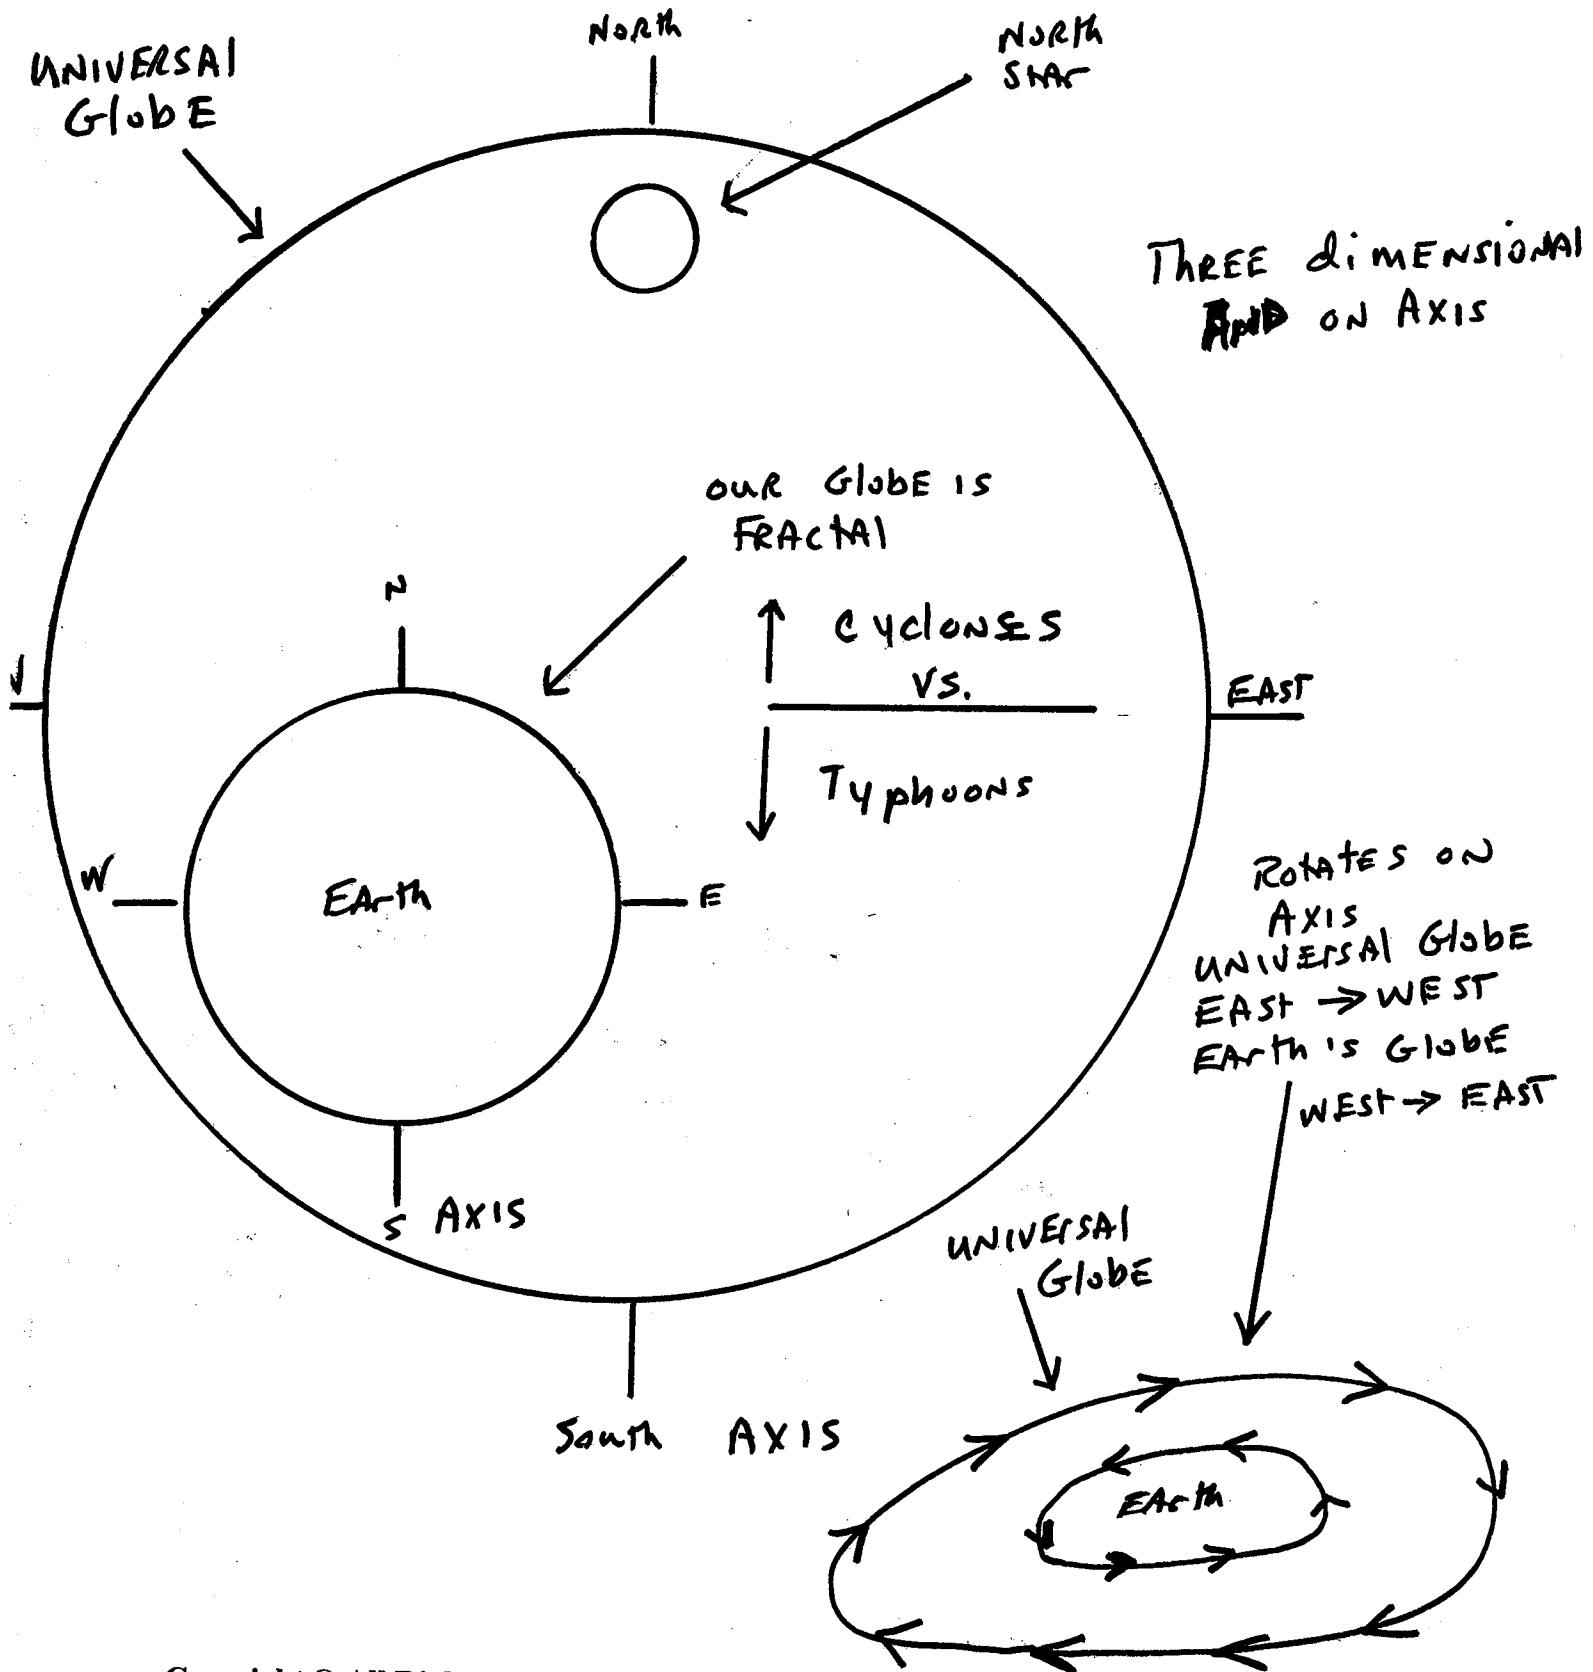 NORth
NORth
StAr
UNIVERSAl
GlobE
ThREE diMENSIONAl
AND ON AXIS
OUR GlobE IS
FRActAl
N
CYclONES
VS.
EAST
TyphooNS
W
EArth
E
ROtAtES ON
AXIS
UNIVErSAl GlobE
EASt → WEST
EArth's GlobE
WESt → EAST
S AXIS
UNIVErSAl
GlobE
South AXIS
EArth